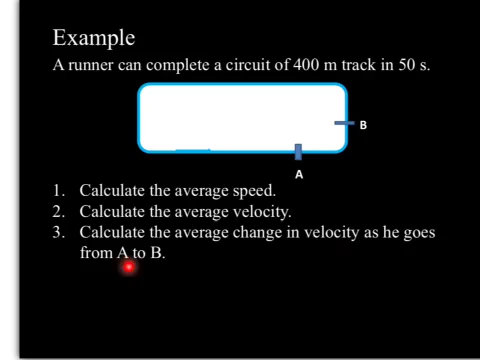 Example
A runner can complete a circuit of 400 m track in 50 s.
B
A
1. Calculate the average speed.
2. Calculate the average velocity.
3. Calculate the average change in velocity as he goes
from A to B.